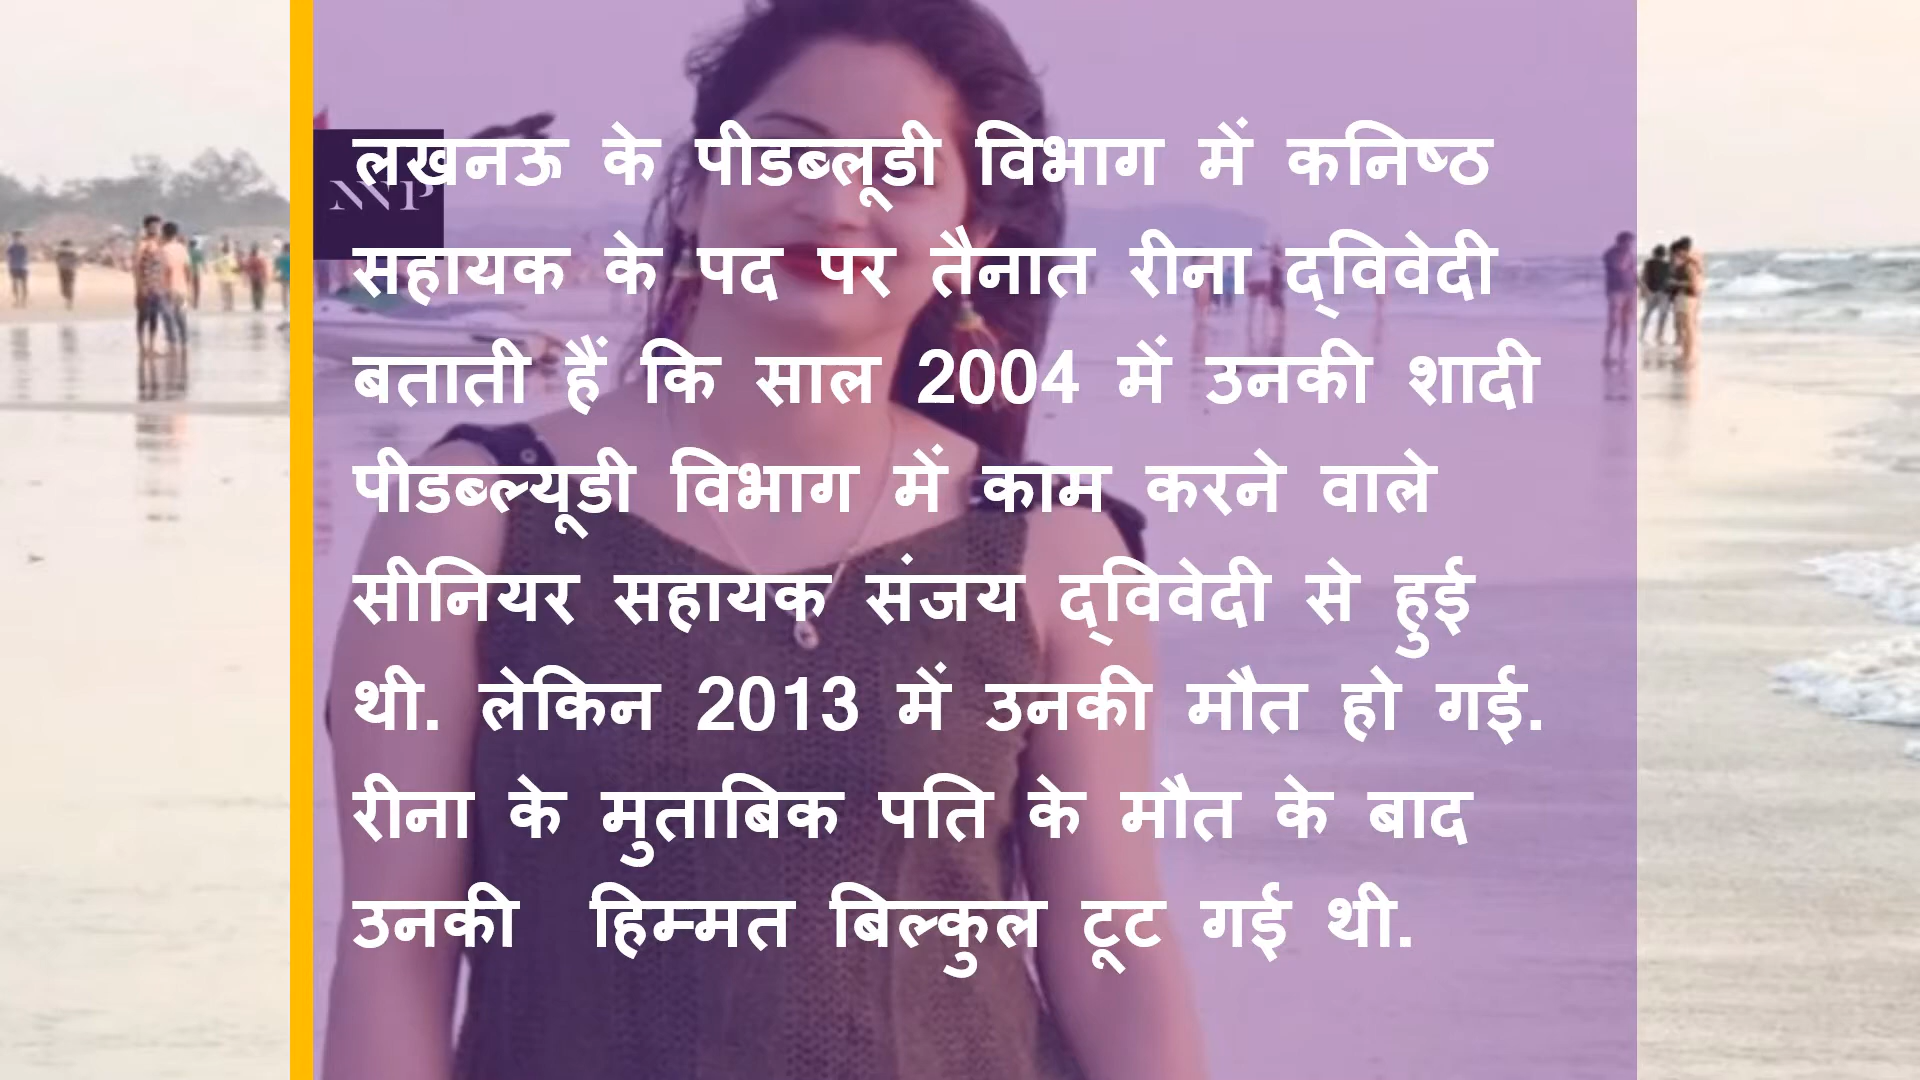 लखनऊ के पीडब्लूडी विभाग में कनिष्ठ
NNP
सहायक के पद पर तैनात रीना द्विवेदी
बताती हैं कि साल 2004 में उनकी शादी
पीडब्ल्यूडी विभाग में काम करने वाले
सीनियर सहायक संजय द्विवेदी से हुई
थी. लेकिन 2013 में उनकी मौत हो गई.
रीना के मुताबिक पति के मौत के बाद
उनकी हिम्मत बिल्कुल टूट गई थी.